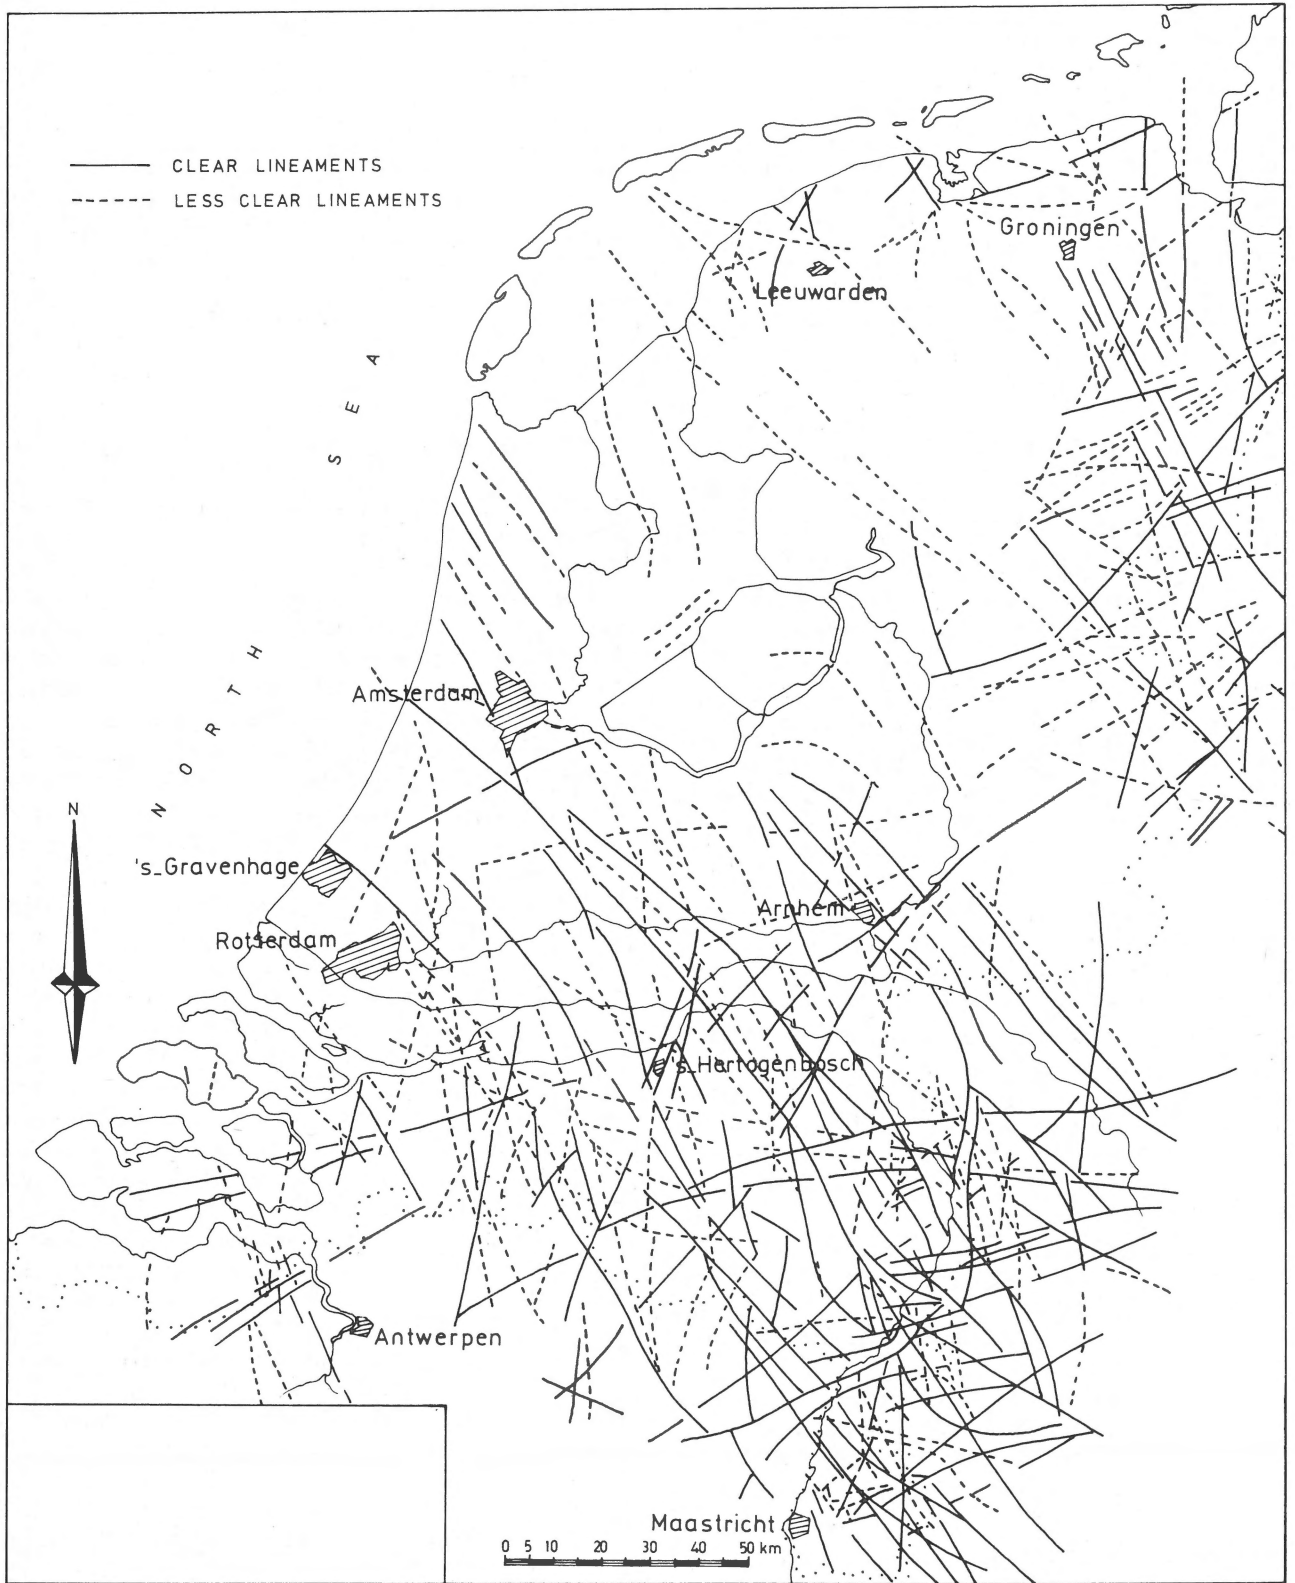 CLEAR LINEAMENTS
LESS CLEAR LINEAMENTS
Groningen
Leeuwarden
NORTH SEA
Amsterdam
N
's_Gravenhage
Arnhem
Rotterdam
's_Hertogenbosch
Antwerpen
Maastricht
0 5 10 20 30 40 50 km